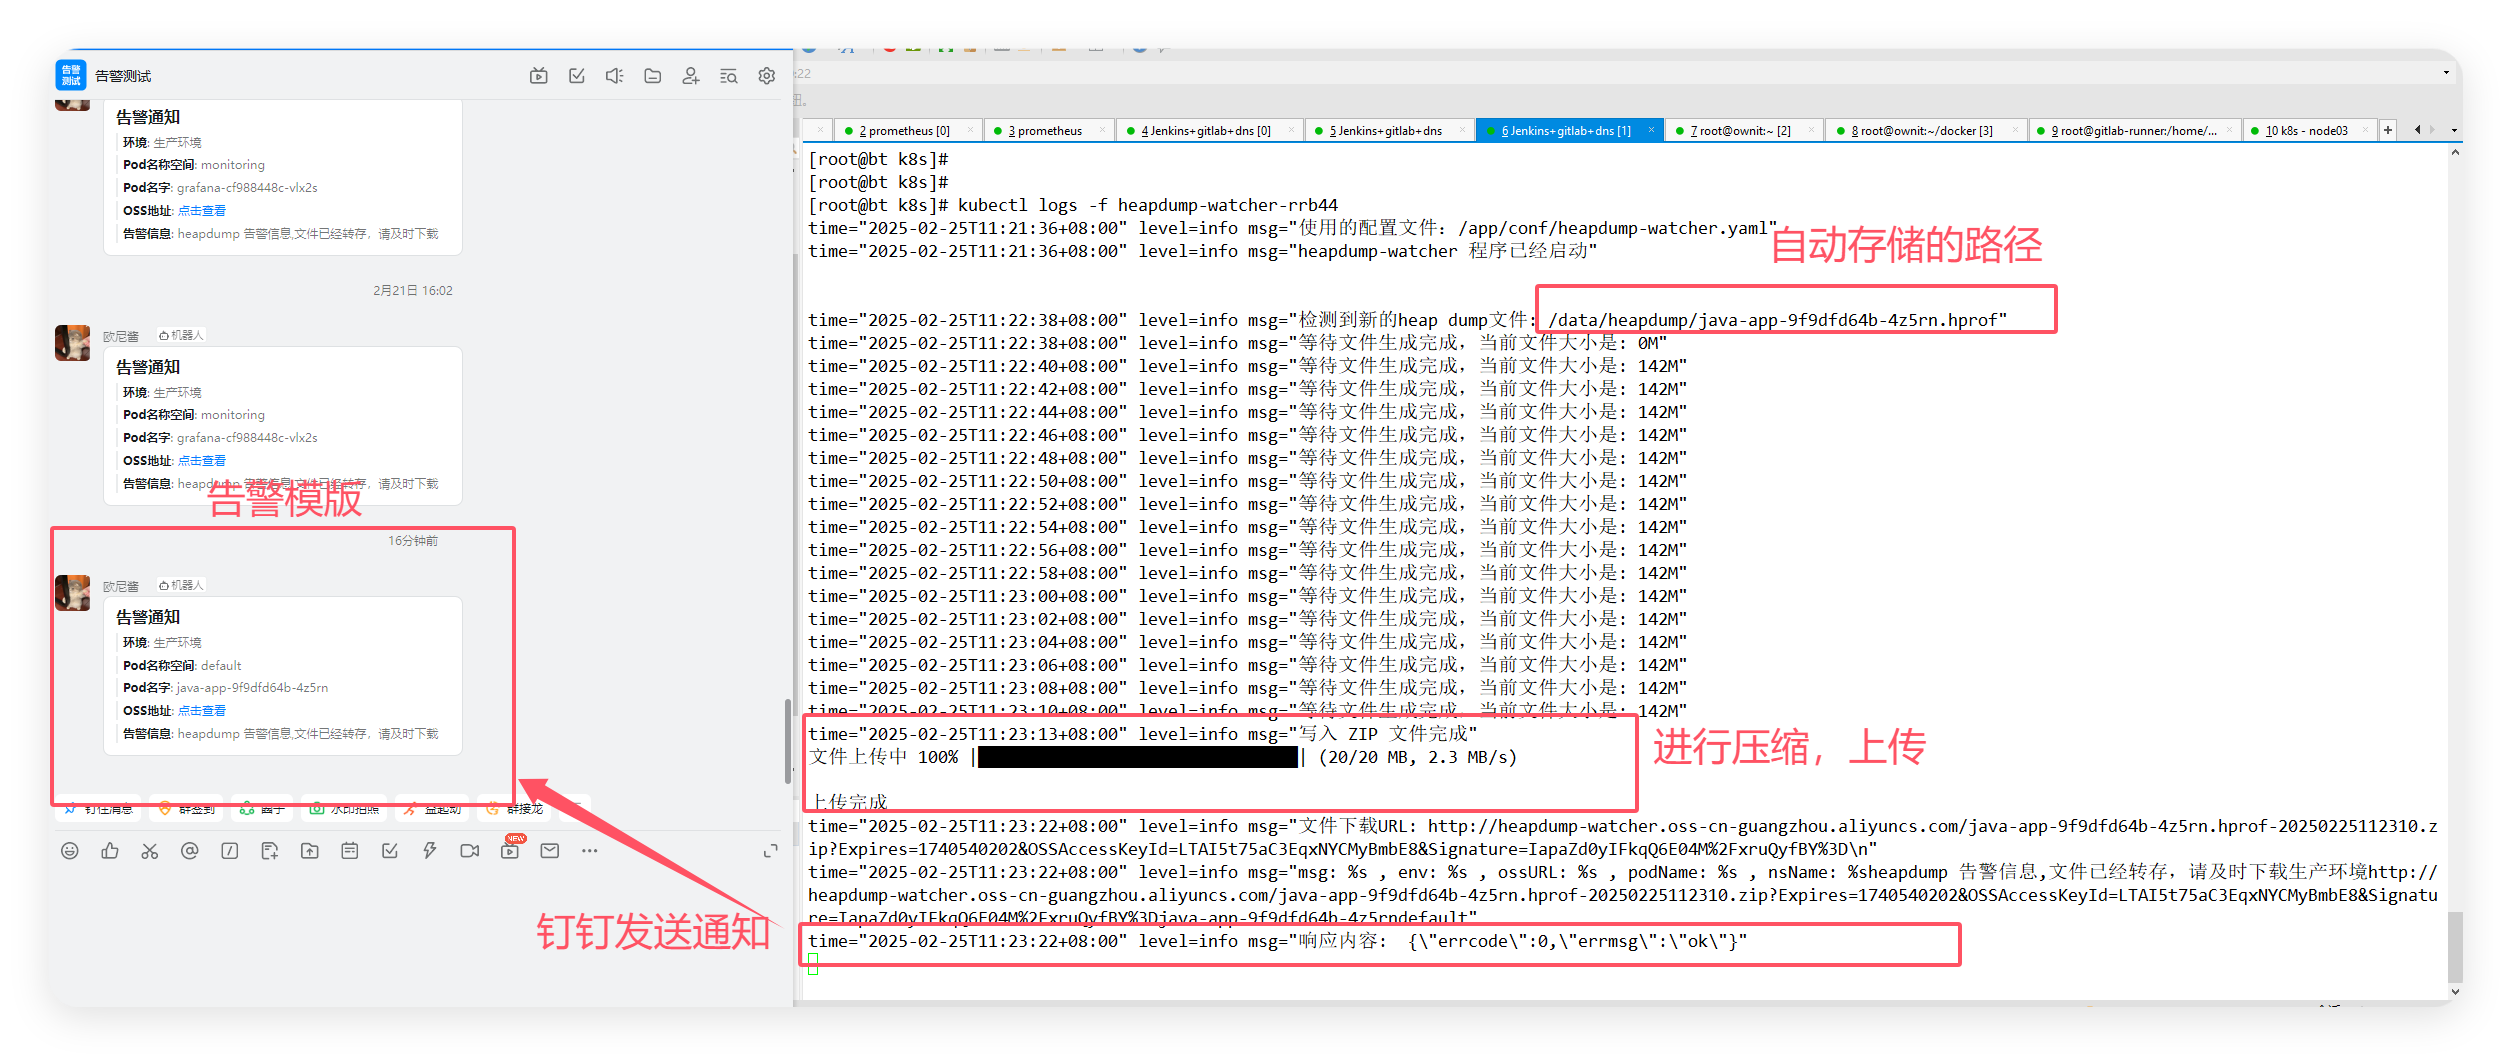 告警
测试
告警测试
告警通知
环境: 生产环境
Pod名称空间: monitoring
Pod名字: grafana-cf988448c-vlx2s
OSS地址: 点击查看
告警信息: heapdump 告警信息,文件已经转存，请及时下载
2月21日 16:02
欧尼酱 机器人
告警通知
环境: 生产环境
Pod名称空间: monitoring
Pod名字: grafana-cf988448c-vlx2s
OSS地址: 点击查看
告警信息: heapdump 告警信息,文件已经转存，请及时下载
告警模版
16分钟前
欧尼酱 机器人
告警通知
环境: 生产环境
Pod名称空间: default
Pod名字: java-app-9f9dfd64b-4z5rn
OSS地址: 点击查看
告警信息: heapdump 告警信息,文件已经转存，请及时下载
钉住消息 群签到 圈子 水印拍照 益起动 群接龙
NEW
钉钉发送通知
:22
2 prometheus [0] 3 prometheus 4 Jenkins+gitlab+dns [0] 5 Jenkins+gitlab+dns 6 Jenkins+gitlab+dns [1] 7 root@ownit:~ [2] 8 root@ownit:~/docker [3] 9 root@gitlab-runner:/home/... 10 k8s - node03
[root@bt k8s]#
[root@bt k8s]#
[root@bt k8s]# kubectl logs -f heapdump-watcher-rrb44
time="2025-02-25T11:21:36+08:00" level=info msg="使用的配置文件: /app/conf/heapdump-watcher.yaml"
time="2025-02-25T11:21:36+08:00" level=info msg="heapdump-watcher 程序已经启动"
自动存储的路径
time="2025-02-25T11:22:38+08:00" level=info msg="检测到新的heap dump文件: /data/heapdump/java-app-9f9dfd64b-4z5rn.hprof"
time="2025-02-25T11:22:38+08:00" level=info msg="等待文件生成完成，当前文件大小是: 0M"
time="2025-02-25T11:22:40+08:00" level=info msg="等待文件生成完成，当前文件大小是: 142M"
time="2025-02-25T11:22:42+08:00" level=info msg="等待文件生成完成，当前文件大小是: 142M"
time="2025-02-25T11:22:44+08:00" level=info msg="等待文件生成完成，当前文件大小是: 142M"
time="2025-02-25T11:22:46+08:00" level=info msg="等待文件生成完成，当前文件大小是: 142M"
time="2025-02-25T11:22:48+08:00" level=info msg="等待文件生成完成，当前文件大小是: 142M"
time="2025-02-25T11:22:50+08:00" level=info msg="等待文件生成完成，当前文件大小是: 142M"
time="2025-02-25T11:22:52+08:00" level=info msg="等待文件生成完成，当前文件大小是: 142M"
time="2025-02-25T11:22:54+08:00" level=info msg="等待文件生成完成，当前文件大小是: 142M"
time="2025-02-25T11:22:56+08:00" level=info msg="等待文件生成完成，当前文件大小是: 142M"
time="2025-02-25T11:22:58+08:00" level=info msg="等待文件生成完成，当前文件大小是: 142M"
time="2025-02-25T11:23:00+08:00" level=info msg="等待文件生成完成，当前文件大小是: 142M"
time="2025-02-25T11:23:02+08:00" level=info msg="等待文件生成完成，当前文件大小是: 142M"
time="2025-02-25T11:23:04+08:00" level=info msg="等待文件生成完成，当前文件大小是: 142M"
time="2025-02-25T11:23:06+08:00" level=info msg="等待文件生成完成，当前文件大小是: 142M"
time="2025-02-25T11:23:08+08:00" level=info msg="等待文件生成完成，当前文件大小是: 142M"
time="2025-02-25T11:23:10+08:00" level=info msg="等待文件生成完成，当前文件大小是: 142M"
time="2025-02-25T11:23:13+08:00" level=info msg="写入 ZIP 文件完成"
文件上传中 100% | | (20/20 MB, 2.3 MB/s)
进行压缩，上传
上传完成
time="2025-02-25T11:23:22+08:00" level=info msg="文件下载URL: http://heapdump-watcher.oss-cn-guangzhou.aliyuncs.com/java-app-9f9dfd64b-4z5rn.hprof-20250225112310.z
ip?Expires=1740540202&OSSAccessKeyId=LTAI5t75aC3EqxNYCMyBmbE8&Signature=IapaZd0yIFkqQ6E04M%2FxruQyfBY%3D\n"
time="2025-02-25T11:23:22+08:00" level=info msg="msg: %s , env: %s , ossURL: %s , podName: %s , nsName: %sheapdump 告警信息,文件已经转存，请及时下载生产环境http://
heapdump-watcher.oss-cn-guangzhou.aliyuncs.com/java-app-9f9dfd64b-4z5rn.hprof-20250225112310.zip?Expires=1740540202&OSSAccessKeyId=LTAI5t75aC3EqxNYCMyBmbE8&Signatu
re=IapaZd0yIFkqQ6E04M%2FxruQyfBY%3Djava-app-9f9dfd64b-4z5rndefault"
time="2025-02-25T11:23:22+08:00" level=info msg="响应内容: {\"errcode\":0,\"errmsg\":\"ok\"}"